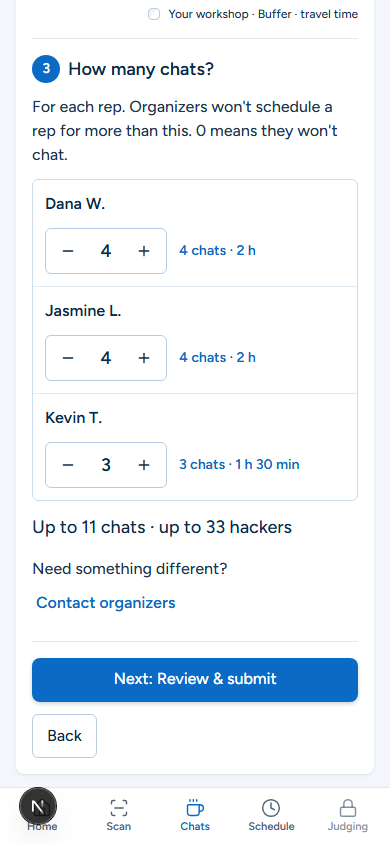 Your workshop · Buffer · travel time
3 How many chats?
For each rep. Organizers won't schedule a
rep for more than this. 0 means they won't
chat.
Dana W.
− 4 + 4 chats · 2 h
Jasmine L.
− 4 + 4 chats · 2 h
Kevin T.
− 3 + 3 chats · 1 h 30 min
Up to 11 chats · up to 33 hackers
Need something different?
Contact organizers
Next: Review & submit
Back
N
Home Scan Chats Schedule Judging